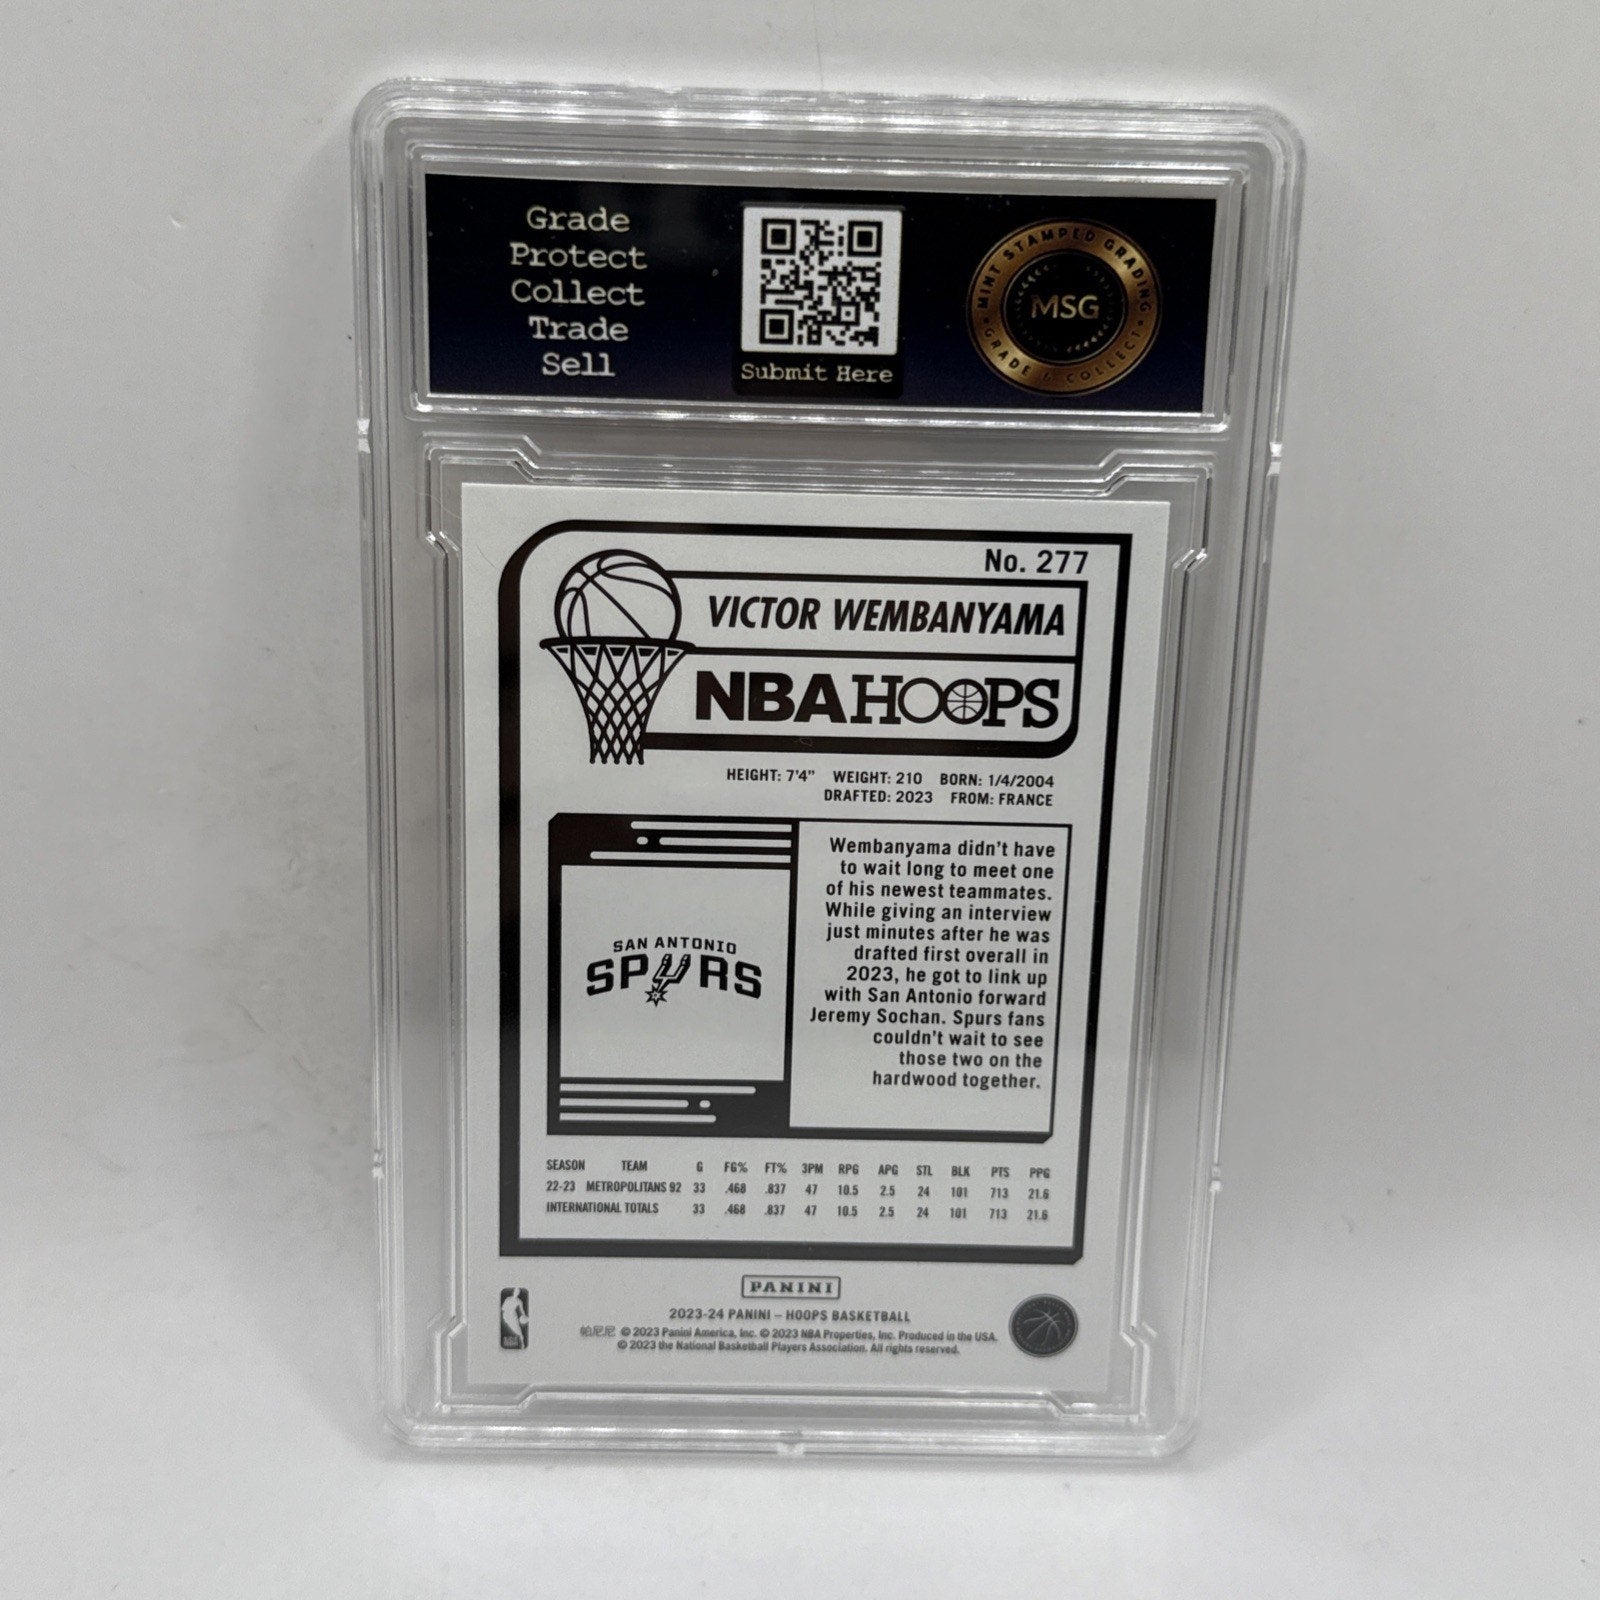 Grade
Protect
Collect
Trade
Sell
Submit Here
MINT STAMPED GRADING
MSG
GRADE & COLLECT
No. 277
VICTOR WEMBANYAMA
NBA HOOPS
HEIGHT: 7'4" WEIGHT: 210 BORN: 1/4/2004
DRAFTED: 2023 FROM: FRANCE
SAN ANTONIO
SPURS
Wembanyama didn't have
to wait long to meet one
of his newest teammates.
While giving an interview
just minutes after he was
drafted first overall in
2023, he got to link up
with San Antonio forward
Jeremy Sochan. Spurs fans
couldn't wait to see
those two on the
hardwood together.
SEASON TEAM G FG% FT% 3PM RPG APG STL BLK PTS PPG
22-23 METROPOLITANS 92 33 .468 .837 47 10.5 2.5 24 101 713 21.6
INTERNATIONAL TOTALS 33 .468 .837 47 10.5 2.5 24 101 713 21.6
PANINI
2023-24 PANINI – HOOPS BASKETBALL
帕尼尼 © 2023 Panini America, Inc. © 2023 NBA Properties, Inc. Produced in the USA.
© 2023 the National Basketball Players Association. All rights reserved.
NBA